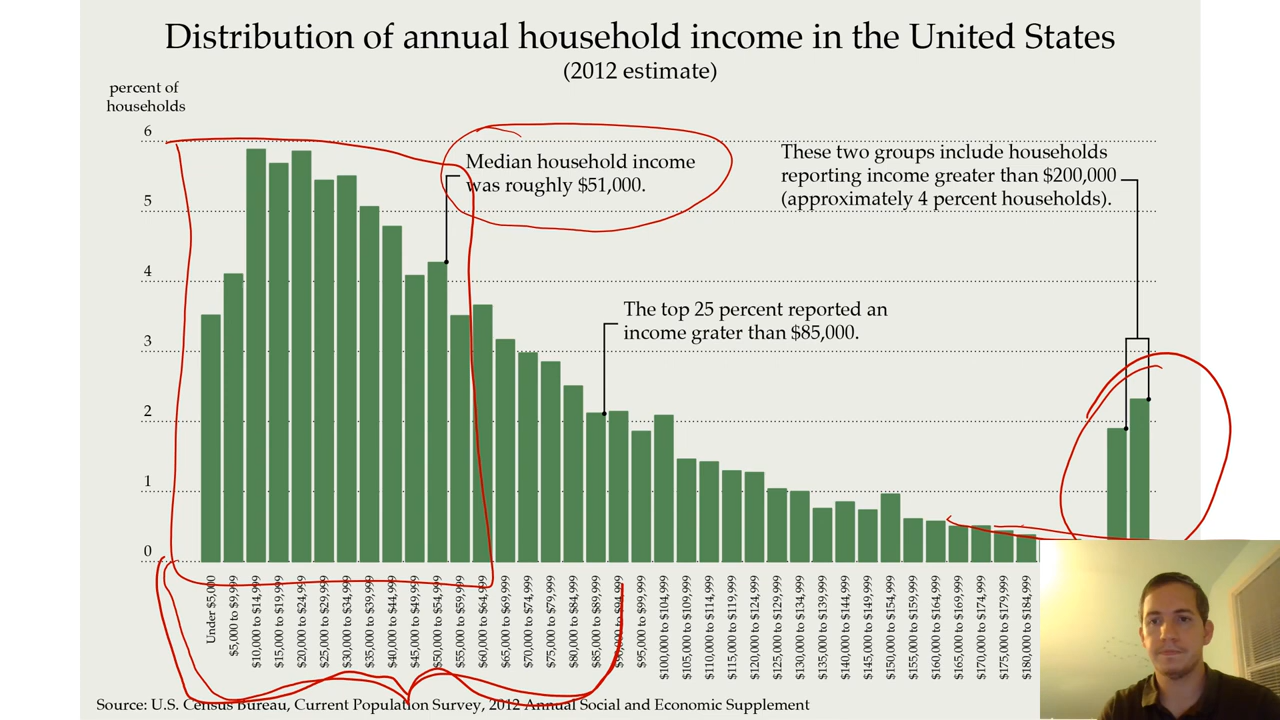 Distribution of annual household income in the United States
(2012 estimate)
percent of
households
6
5
4
3
2
1
0
Median household income
was roughly $51,000.
These two groups include households
reporting income greater than $200,000
(approximately 4 percent households).
The top 25 percent reported an
income grater than $85,000.
Under $5,000
$5,000 to $9,999
$10,000 to $14,999
$15,000 to $19,999
$20,000 to $24,999
$25,000 to $29,999
$30,000 to $34,999
$35,000 to $39,999
$40,000 to $44,999
$45,000 to $49,999
$50,000 to $54,999
$55,000 to $59,999
$60,000 to $64,999
$65,000 to $69,999
$70,000 to $74,999
$75,000 to $79,999
$80,000 to $84,999
$85,000 to $89,999
$90,000 to $94,999
$95,000 to $99,999
$100,000 to $104,999
$105,000 to $109,999
$110,000 to $114,999
$115,000 to $119,999
$120,000 to $124,999
$125,000 to $129,999
$130,000 to $134,999
$135,000 to $139,999
$140,000 to $144,999
$145,000 to $149,999
$150,000 to $154,999
$155,000 to $159,999
$160,000 to $164,999
$165,000 to $169,999
$170,000 to $174,999
$175,000 to $179,999
$180,000 to $184,999
Source: U.S. Census Bureau, Current Population Survey, 2012 Annual Social and Economic Supplement